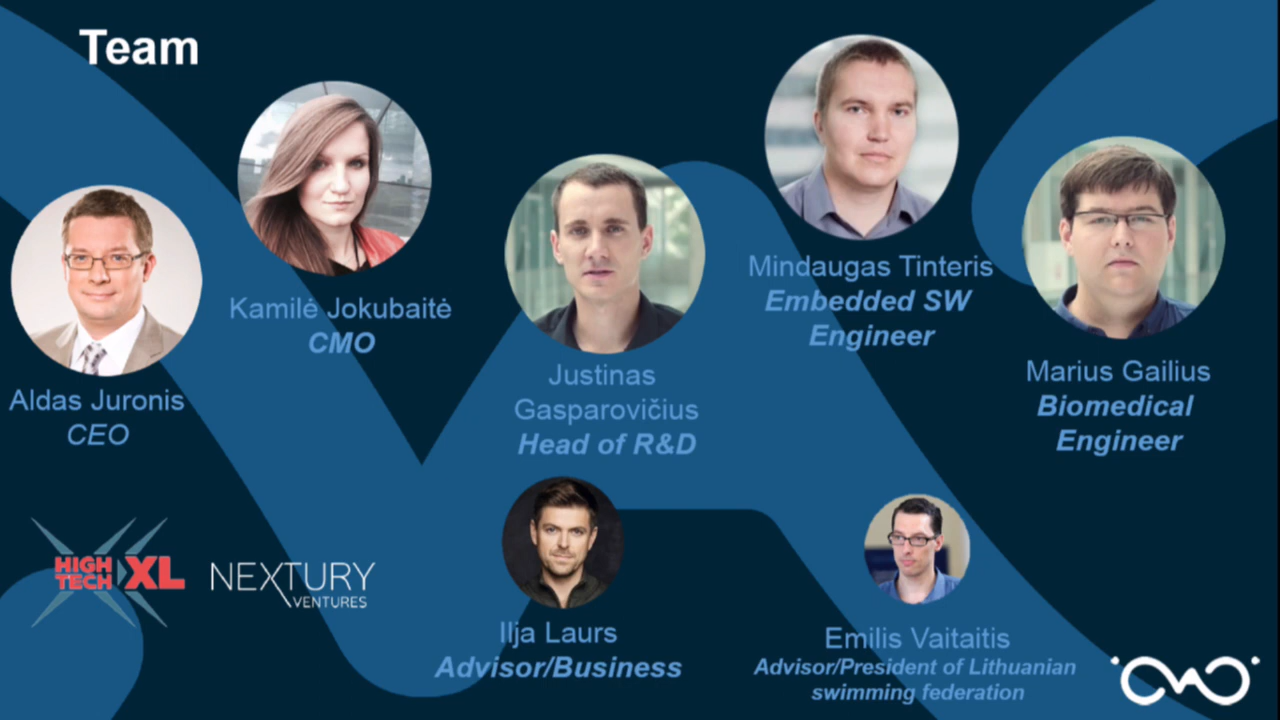 Team
Aldas Juronis
CEO
Kamilė Jokubaitė
CMO
Justinas
Gasparovičius
Head of R&D
Mindaugas Tinteris
Embedded SW
Engineer
Marius Gailius
Biomedical
Engineer
HIGH
TECH XL
NEXTURY
VENTURES
Ilja Laurs
Advisor/Business
Emilis Vaitaitis
Advisor/President of Lithuanian
swimming federation